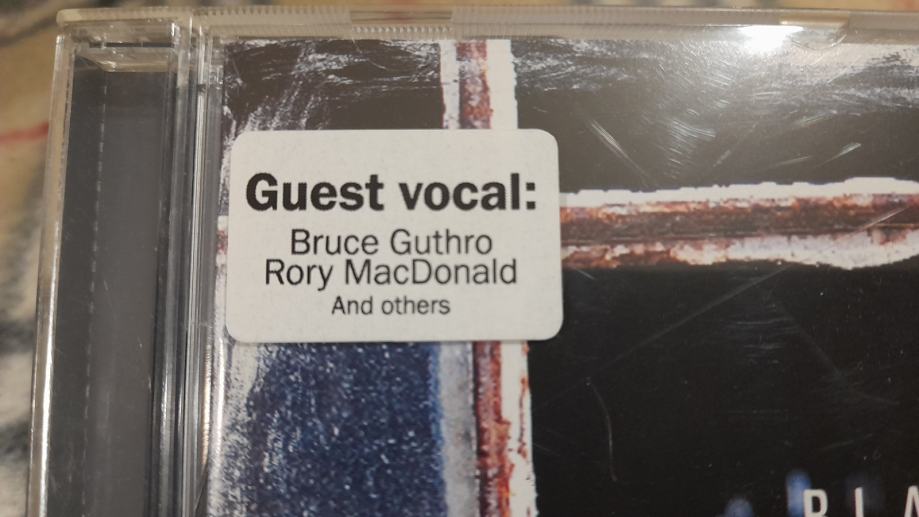 Guest vocal:
Bruce Guthro
Rory MacDonald
And others